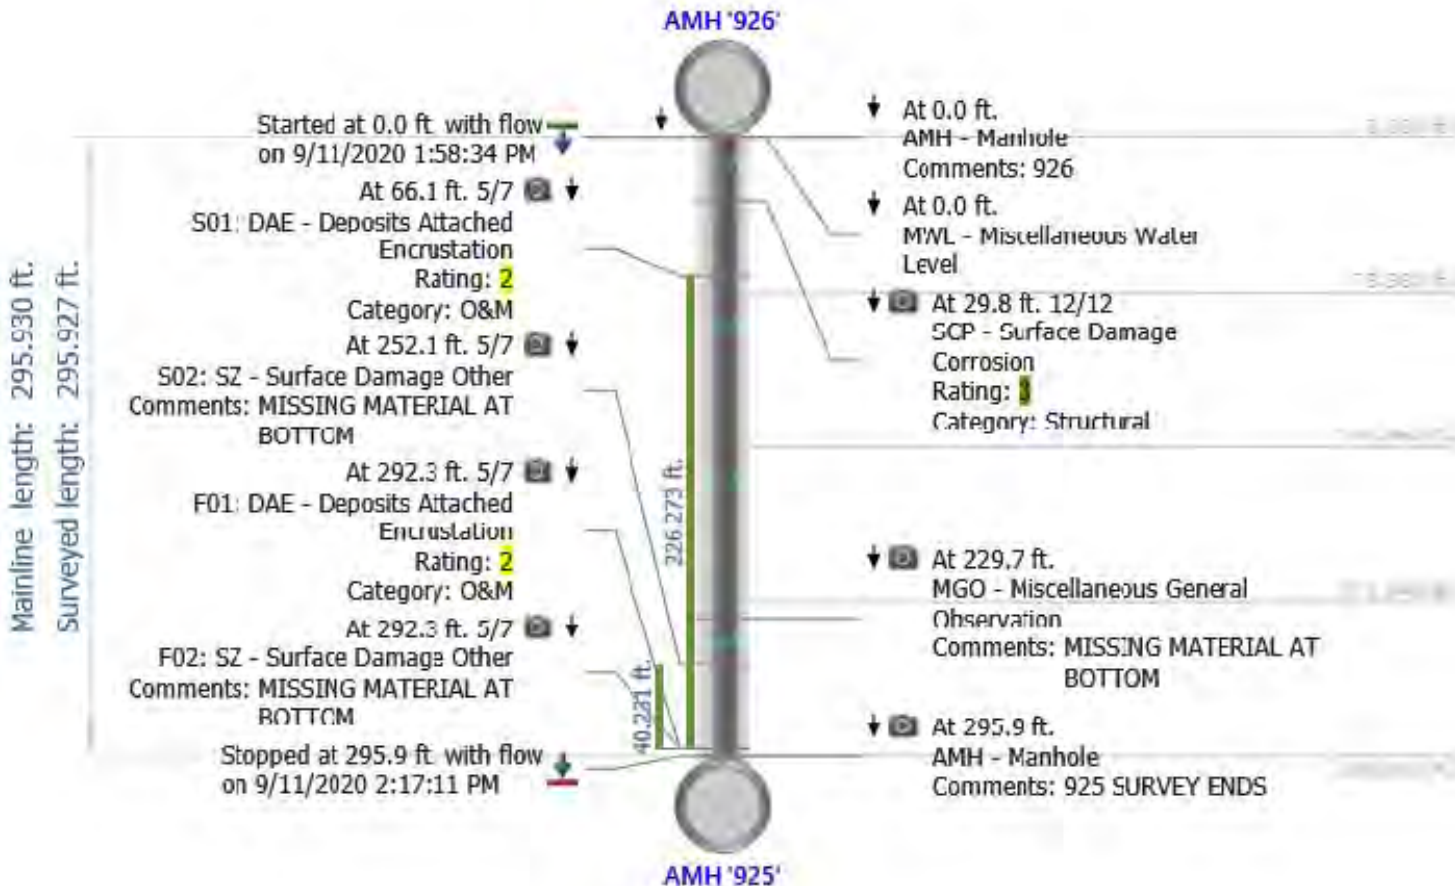 AMH '926'
Started at 0.0 ft. with flow
on 9/11/2020 1:58:34 PM
At 66.1 ft. 5/7
S01: DAE - Deposits Attached
Encrustation
Rating: 2
Category: O&M
At 252.1 ft. 5/7
S02: SZ - Surface Damage Other
Comments: MISSING MATERIAL AT
BOTTOM
At 292.3 ft. 5/7
F01: DAE - Deposits Attached
Encrustation
Rating: 2
Category: O&M
At 292.3 ft. 5/7
F02: SZ - Surface Damage Other
Comments: MISSING MATERIAL AT
BOTTOM
Stopped at 295.9 ft. with flow
on 9/11/2020 2:17:11 PM
Mainline length: 295.930 ft.
Surveyed length: 295.927 ft.
226.273 ft.
40.231 ft.
At 0.0 ft.
AMH - Manhole
Comments: 926
At 0.0 ft.
MWL - Miscellaneous Water
Level
At 29.8 ft. 12/12
SCP - Surface Damage
Corrosion
Rating: 3
Category: Structural
At 229.7 ft.
MGO - Miscellaneous General
Observation
Comments: MISSING MATERIAL AT
BOTTOM
At 295.9 ft.
AMH - Manhole
Comments: 925 SURVEY ENDS
AMH '925'